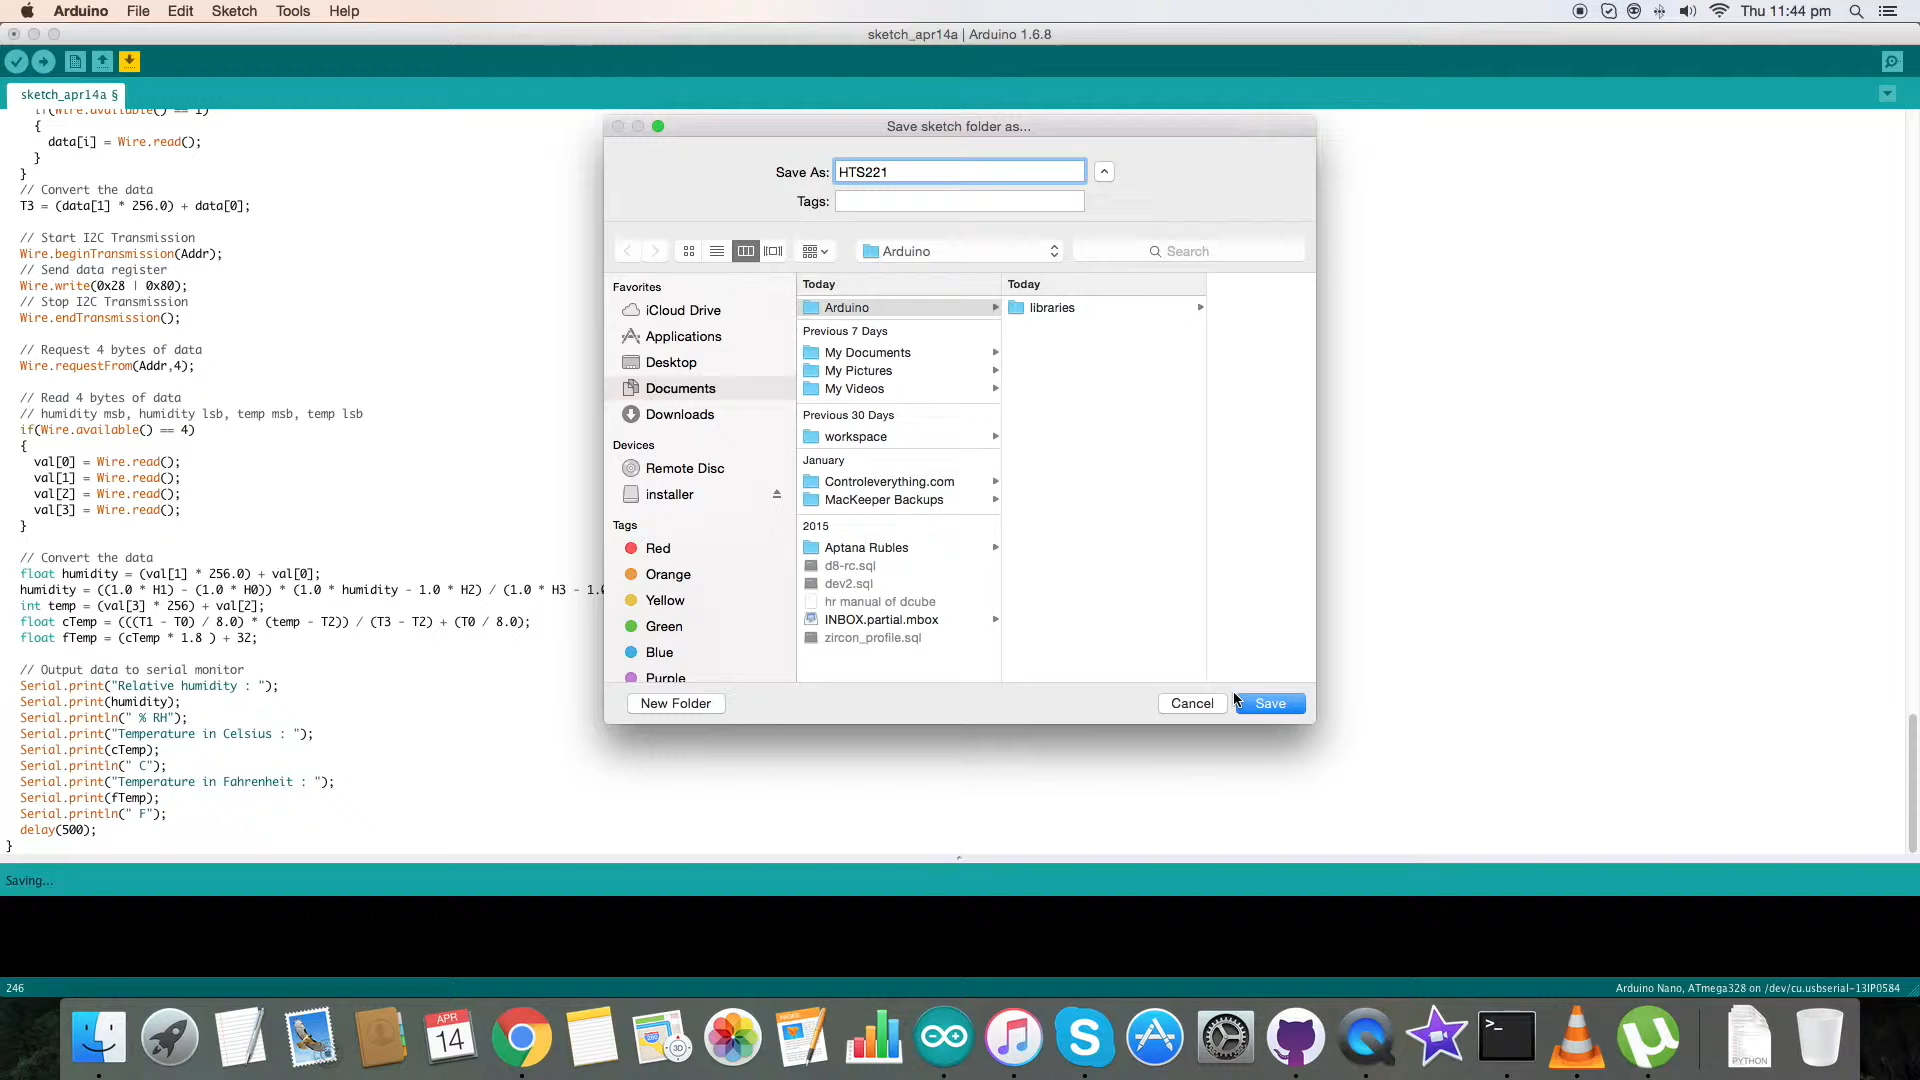 Arduino File Edit Sketch Tools Help Thu 11:44 pm
sketch_apr14a | Arduino 1.6.8
sketch_apr14a §
if(Wire.available() == 1)
{
data[i] = Wire.read();
}
}
// Convert the data
T3 = (data[1] * 256.0) + data[0];
// Start I2C Transmission
Wire.beginTransmission(Addr);
// Send data register
Wire.write(0x28 | 0x80);
// Stop I2C Transmission
Wire.endTransmission();
// Request 4 bytes of data
Wire.requestFrom(Addr,4);
// Read 4 bytes of data
// humidity msb, humidity lsb, temp msb, temp lsb
if(Wire.available() == 4)
{
val[0] = Wire.read();
val[1] = Wire.read();
val[2] = Wire.read();
val[3] = Wire.read();
}
// Convert the data
float humidity = (val[1] * 256.0) + val[0];
humidity = ((1.0 * H1) - (1.0 * H0)) * (1.0 * humidity - 1.0 * H2) / (1.0 * H3 - 1.0
int temp = (val[3] * 256) + val[2];
float cTemp = (((T1 - T0) / 8.0) * (temp - T2)) / (T3 - T2) + (T0 / 8.0);
float fTemp = (cTemp * 1.8 ) + 32;
// Output data to serial monitor
Serial.print("Relative humidity : ");
Serial.print(humidity);
Serial.println(" % RH");
Serial.print("Temperature in Celsius : ");
Serial.print(cTemp);
Serial.println(" C");
Serial.print("Temperature in Fahrenheit : ");
Serial.print(fTemp);
Serial.println(" F");
delay(500);
}
Save sketch folder as...
Save As: HTS221
Tags:
Arduino
Search
Favorites
iCloud Drive
Applications
Desktop
Documents
Downloads
Devices
Remote Disc
installer
Tags
Red
Orange
Yellow
Green
Blue
Purple
Today
Arduino
Previous 7 Days
My Documents
My Pictures
My Videos
Previous 30 Days
workspace
January
Controleverything.com
MacKeeper Backups
2015
Aptana Rubles
d8-rc.sql
dev2.sql
hr manual of dcube
INBOX.partial.mbox
zircon_profile.sql
Today
libraries
New Folder
Cancel
Save
Saving...
246
Arduino Nano, ATmega328 on /dev/cu.usbserial-13IP0584
APR
14
PAGES
PYTHON